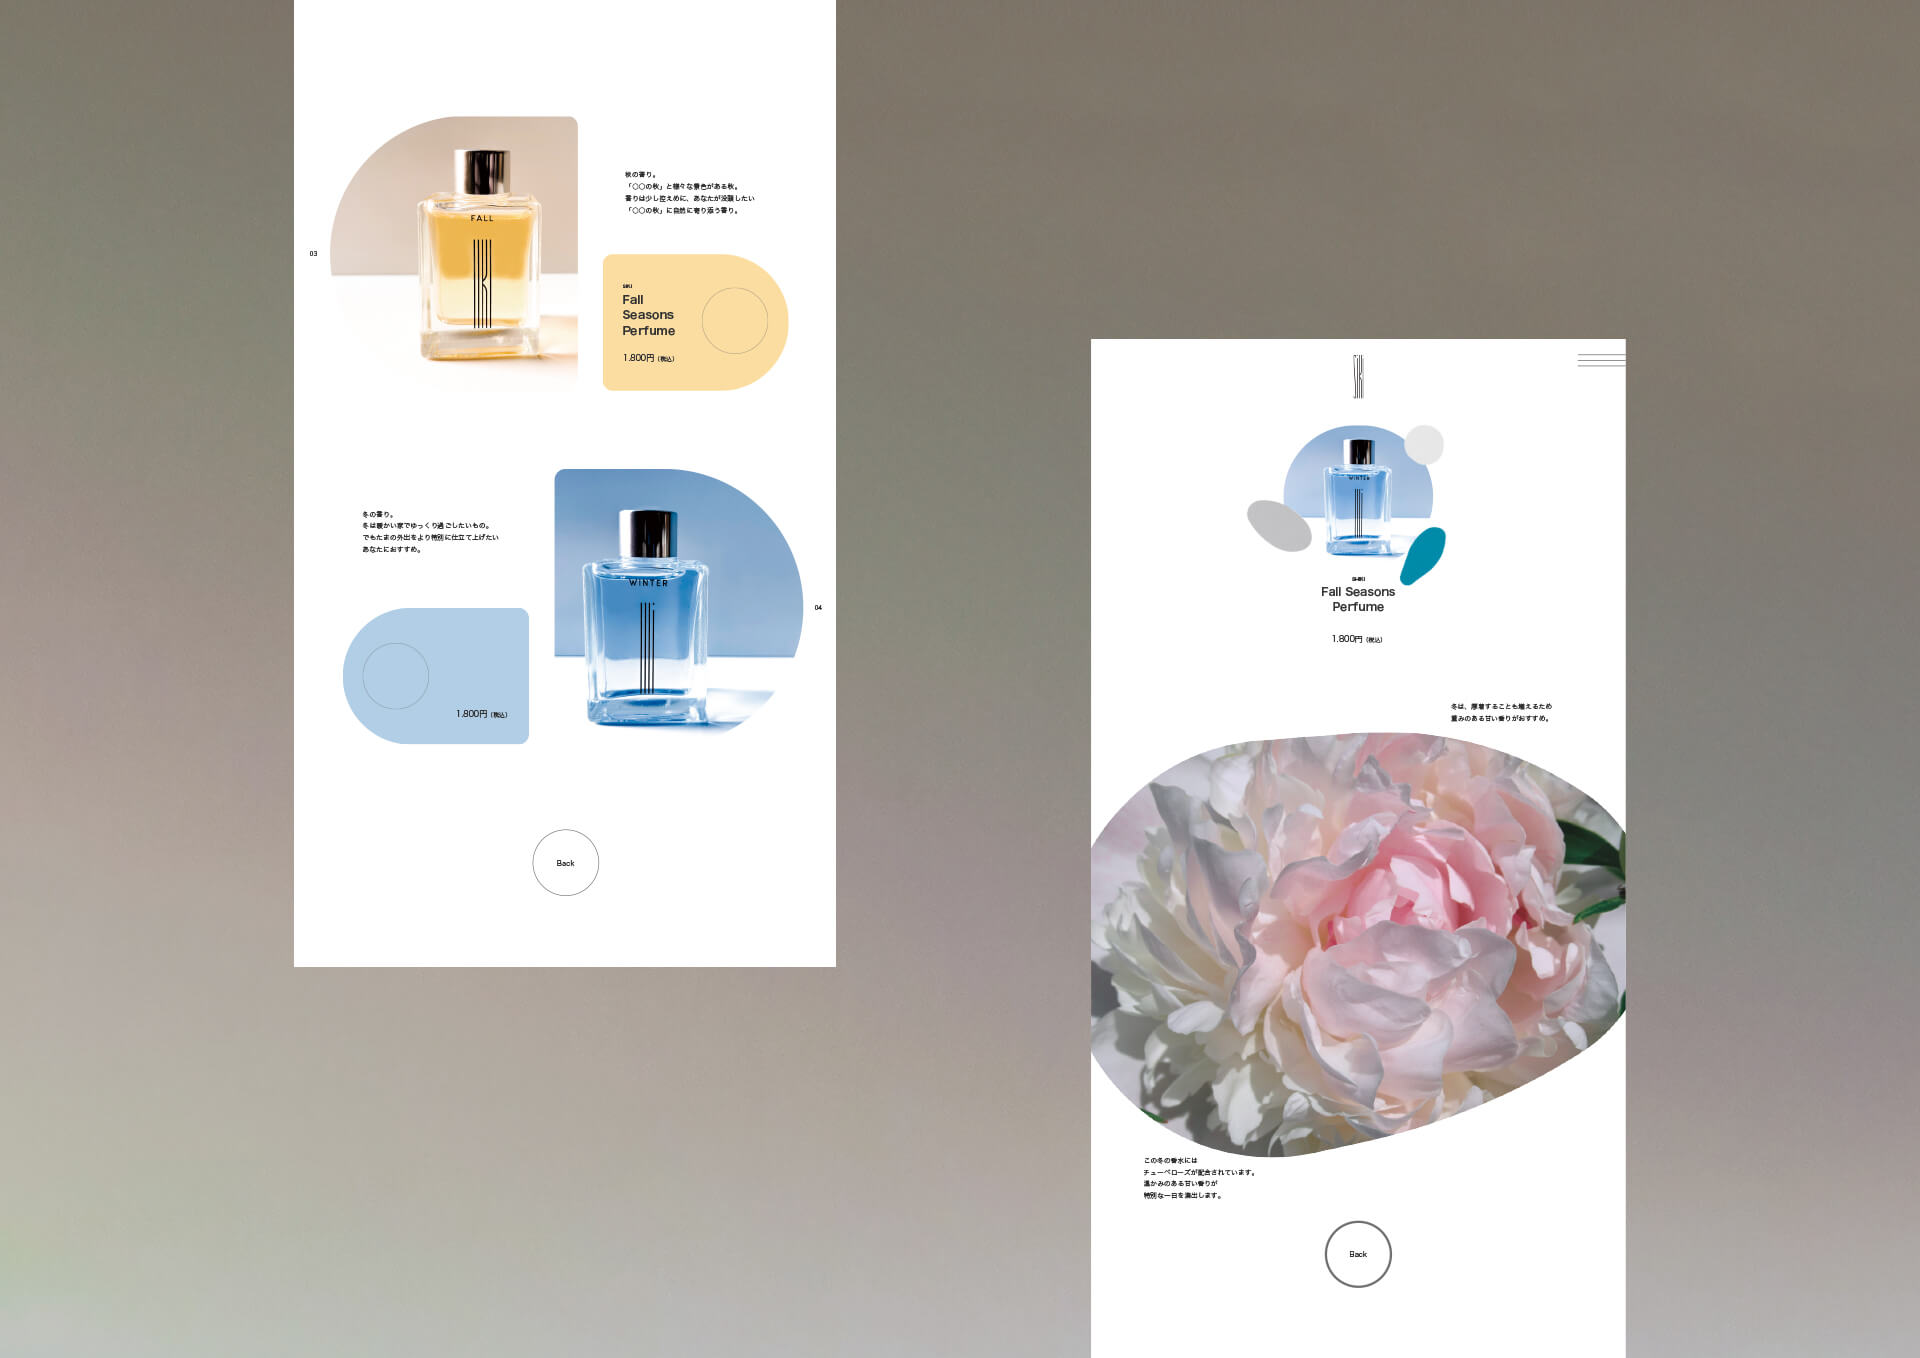 秋の香り。
「○○の秋」と様々な景色がある秋。
香りは少し控えめに、あなたが没頭したい
「○○の秋」に自然に寄り添う香り。
FALL
03
SIKI
Fall
Seasons
Perfume
1,800円（税込）
冬の香り。
冬は暖かい家でゆっくり過ごしたいもの。
でもたまの外出をより特別に仕立て上げたい
あなたにおすすめ。
WINTER
04
1,800円（税込）
Back
WINTER
SHIKI
Fall Seasons
Perfume
1,800円（税込）
冬は、厚着することも増えるため
重みのある甘い香りがおすすめ。
この冬の香水には
チューベローズが配合されています。
温かみのある甘い香りが
特別な一日を演出します。
Back